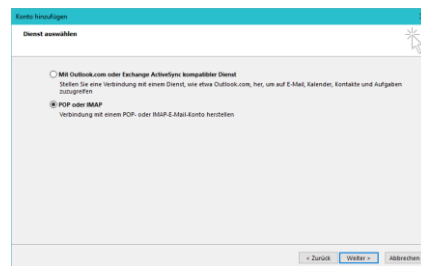 Konto hinzufügen
Dienst auswählen
Mit Outlook.com oder Exchange ActiveSync kompatibler Dienst
Stellen Sie eine Verbindung mit einem Dienst, wie etwa Outlook.com, her, um auf E-Mail, Kalender, Kontakte und Aufgaben
zuzugreifen
POP oder IMAP
Verbindung mit einem POP- oder IMAP-E-Mail-Konto herstellen
< Zurück Weiter > Abbrechen